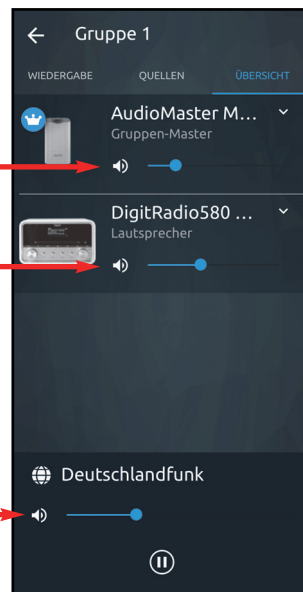 Gruppe 1
WIEDERGABE QUELLEN ÜBERSICHT
AudioMaster M...
Gruppen-Master
DigitRadio580 ...
Lautsprecher
Deutschlandfunk